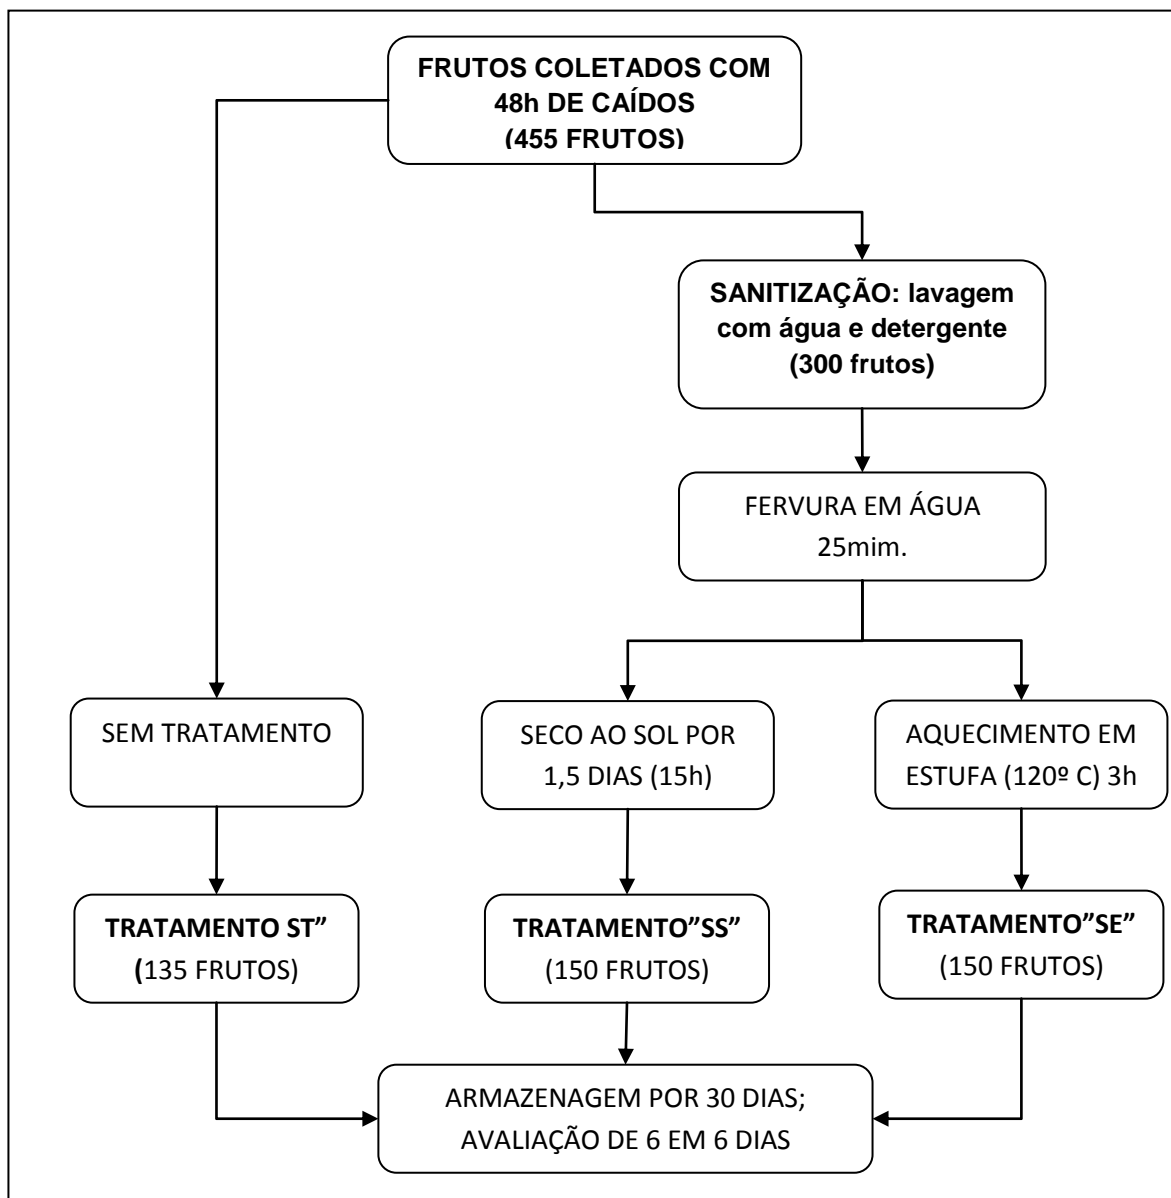 FRUTOS COLETADOS COM
48h DE CAÍDOS
(455 FRUTOS)
SANITIZAÇÃO: lavagem
com água e detergente
(300 frutos)
FERVURA EM ÁGUA
25mim.
SEM TRATAMENTO
SECO AO SOL POR
1,5 DIAS (15h)
AQUECIMENTO EM
ESTUFA (120º C) 3h
TRATAMENTO ST”
(135 FRUTOS)
TRATAMENTO”SS”
(150 FRUTOS)
TRATAMENTO”SE”
(150 FRUTOS)
ARMAZENAGEM POR 30 DIAS;
AVALIAÇÃO DE 6 EM 6 DIAS